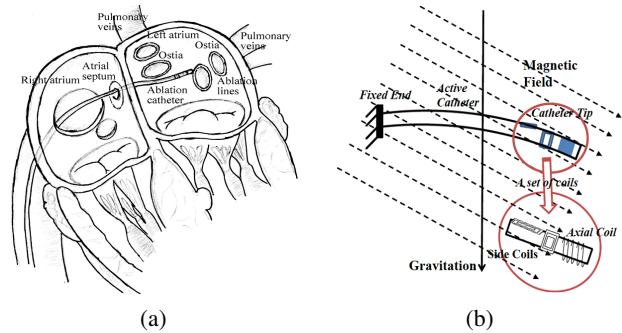 Pulmonary
veins
Left atrium
Ostia
Pulmonary
veins
Atrial
septum
Ostia
Right atrium
Ablation
catheter
Ablation
lines
Magnetic
Field
Active
Catheter
Fixed End
Catheter Tip
A set of coils
Axial Coil
Side Coils
Gravitation
(a)
(b)